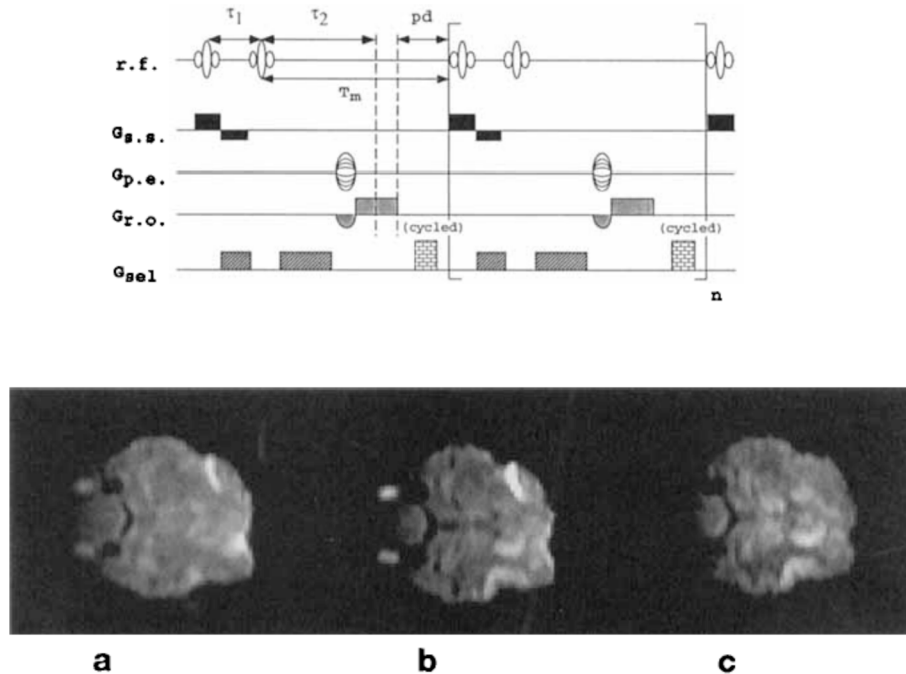 τ1 τ2 pd
r.f.
Tm
Gs.s.
Gp.e.
Gr.o.
(cycled) (cycled)
Gsel
n
a b c